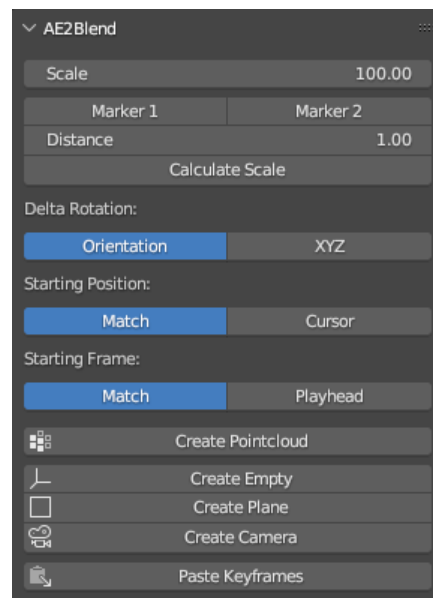 AE2Blend
Scale 100.00
Marker 1 Marker 2
Distance 1.00
Calculate Scale
Delta Rotation:
Orientation XYZ
Starting Position:
Match Cursor
Starting Frame:
Match Playhead
Create Pointcloud
Create Empty
Create Plane
Create Camera
Paste Keyframes